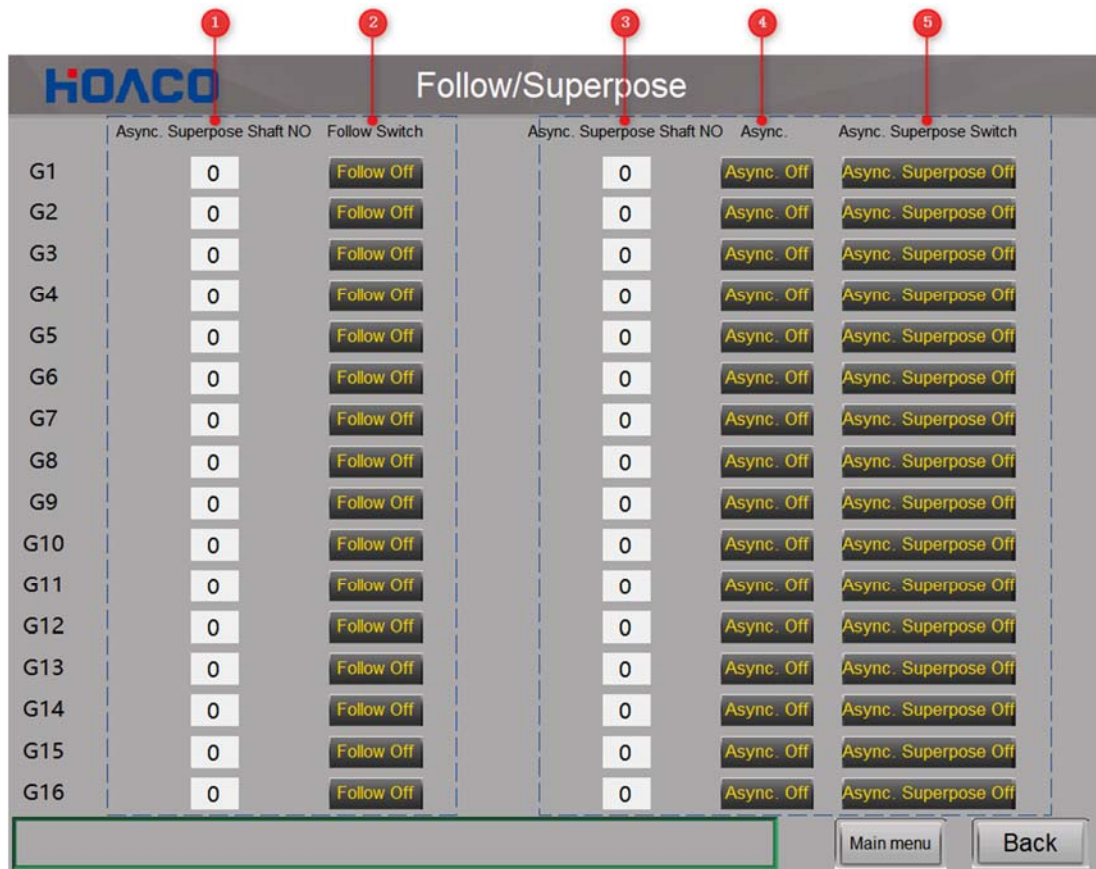 1 2 3 4 5
HOACO Follow/Superpose
Async. Superpose Shaft NO Follow Switch Async. Superpose Shaft NO Async. Async. Superpose Switch
G1 0 Follow Off 0 Async. Off Async. Superpose Off
G2 0 Follow Off 0 Async. Off Async. Superpose Off
G3 0 Follow Off 0 Async. Off Async. Superpose Off
G4 0 Follow Off 0 Async. Off Async. Superpose Off
G5 0 Follow Off 0 Async. Off Async. Superpose Off
G6 0 Follow Off 0 Async. Off Async. Superpose Off
G7 0 Follow Off 0 Async. Off Async. Superpose Off
G8 0 Follow Off 0 Async. Off Async. Superpose Off
G9 0 Follow Off 0 Async. Off Async. Superpose Off
G10 0 Follow Off 0 Async. Off Async. Superpose Off
G11 0 Follow Off 0 Async. Off Async. Superpose Off
G12 0 Follow Off 0 Async. Off Async. Superpose Off
G13 0 Follow Off 0 Async. Off Async. Superpose Off
G14 0 Follow Off 0 Async. Off Async. Superpose Off
G15 0 Follow Off 0 Async. Off Async. Superpose Off
G16 0 Follow Off 0 Async. Off Async. Superpose Off
Main menu Back